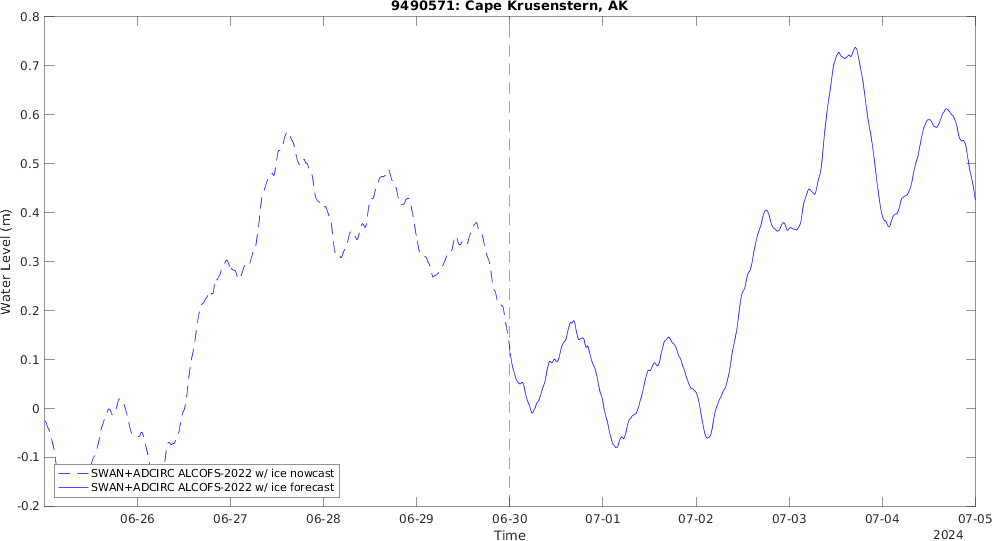 9490571: Cape Krusenstern, AK
0.8
0.7
0.6
0.5
0.4
0.3
0.2
0.1
0
-0.1
-0.2
Water Level (m)
SWAN+ADCIRC ALCOFS-2022 w/ ice nowcast
SWAN+ADCIRC ALCOFS-2022 w/ ice forecast
06-26 06-27 06-28 06-29 06-30 07-01 07-02 07-03 07-04 07-05
Time
2024